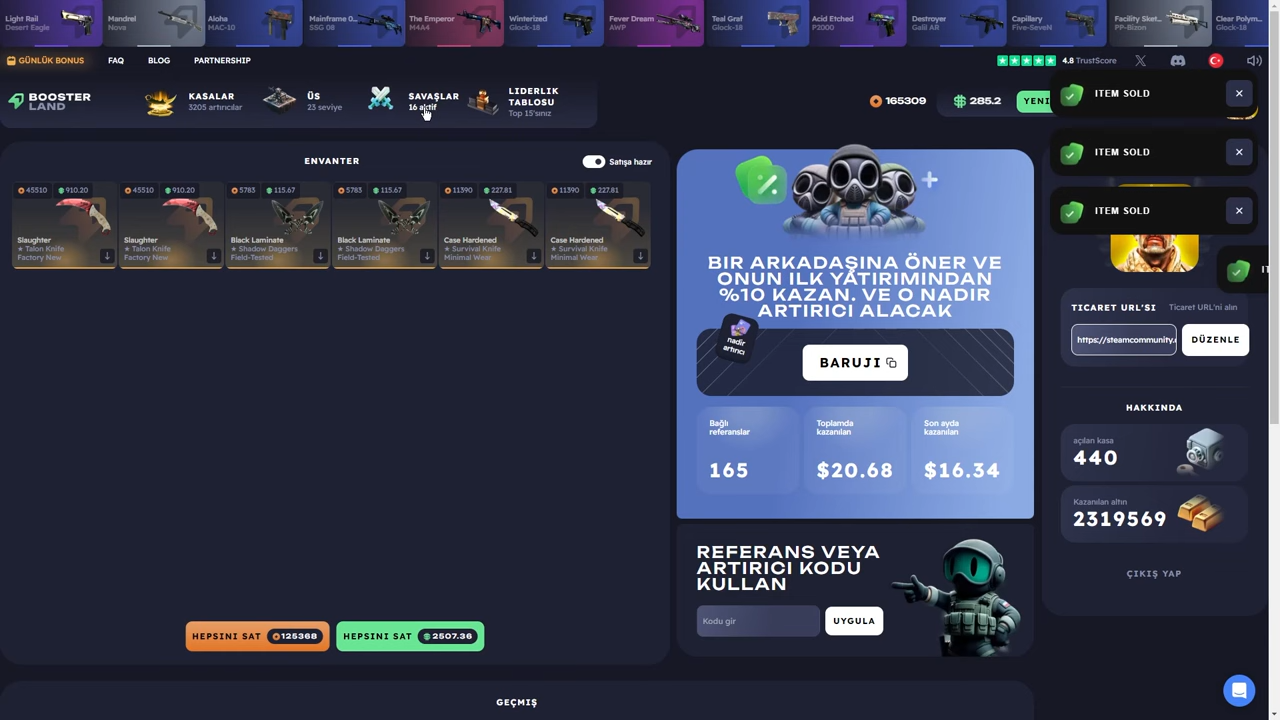 Light Rail
Desert Eagle
Mandrel
Nova
Aloha
MAC-10
Mainframe 0...
SSG 08
The Emperor
M4A4
Winterized
Glock-18
Fever Dream
AWP
Teal Graf
Glock-18
Acid Etched
P2000
Destroyer
Galil AR
Capillary
Five-SeveN
Facility Sket...
PP-Bizon
Clear Polym...
Glock-18
GÜNLÜK BONUS
FAQ
BLOG
PARTNERSHIP
4.8 TrustScore
BOOSTER
LAND
KASALAR
3205 artırıcılar
ÜS
23 seviye
SAVAŞLAR
16 aktif
LIDERLIK
TABLOSU
Top 15'sınız
165309
285.2
YENI
ITEM SOLD
ITEM SOLD
ITEM SOLD
ENVANTER
Satışa hazır
45510
910.20
Slaughter
★ Talon Knife
Factory New
45510
910.20
Slaughter
★ Talon Knife
Factory New
5783
115.67
Black Laminate
★ Shadow Daggers
Field-Tested
5783
115.67
Black Laminate
★ Shadow Daggers
Field-Tested
11390
227.81
Case Hardened
★ Survival Knife
Minimal Wear
11390
227.81
Case Hardened
★ Survival Knife
Minimal Wear
HEPSINI SAT 125368
HEPSINI SAT 2507.36
BIR ARKADAŞINA ÖNER VE
ONUN ILK YATIRIMINDAN
%10 KAZAN. VE O NADIR
ARTIRICI ALACAK
nadir
artırıcı
BARUJI
Bağlı
referanslar
165
Toplamda
kazanılan
$20.68
Son ayda
kazanılan
$16.34
REFERANS VEYA
ARTIRICI KODU
KULLAN
Kodu gir
UYGULA
TICARET URL'SI
Ticaret URL'ni alın
https://steamcommunity.
DÜZENLE
HAKKINDA
açılan kasa
440
Kazanılan altın
2319569
ÇIKIŞ YAP
GEÇMIŞ